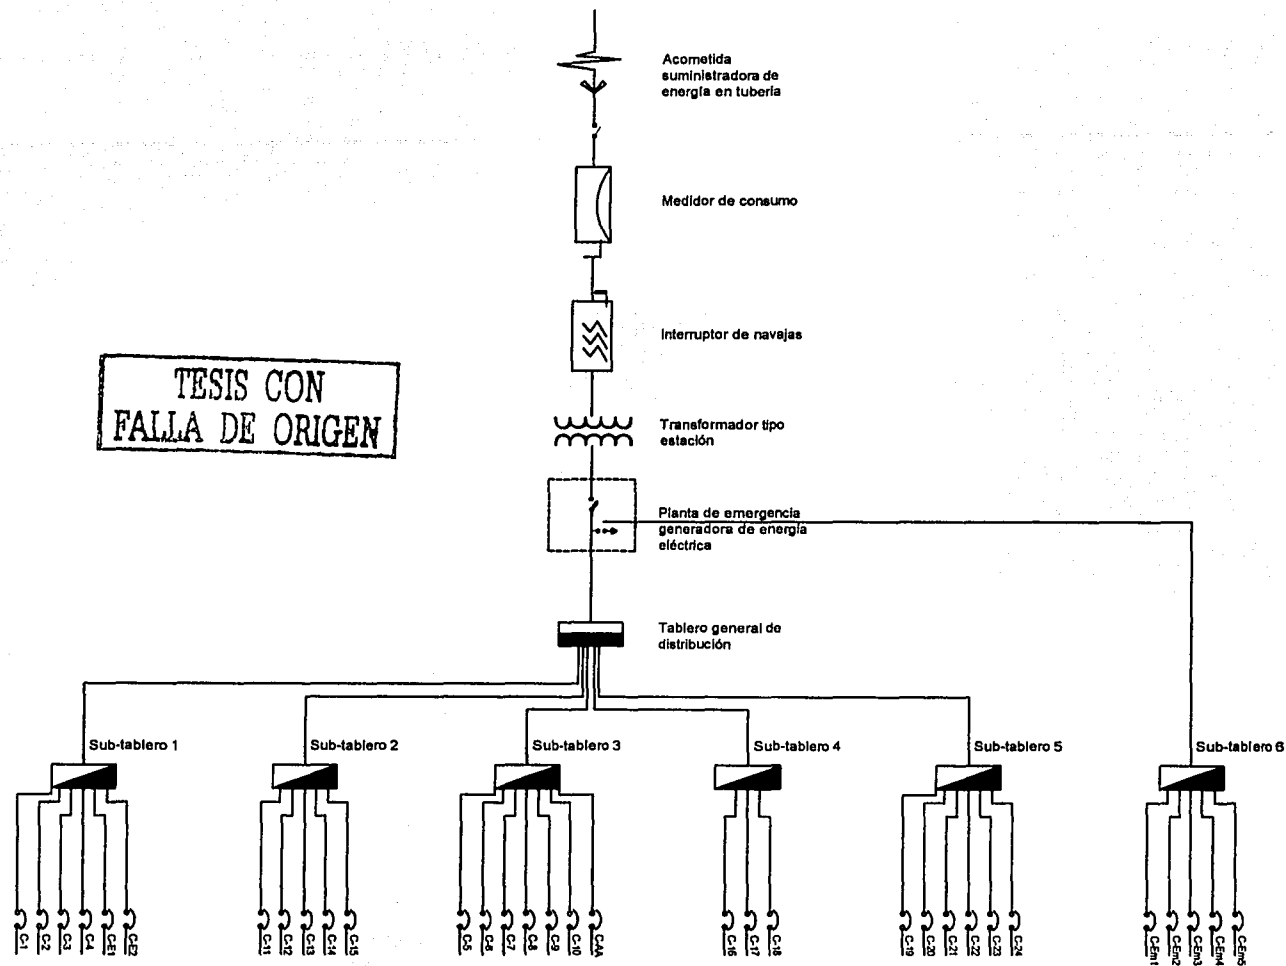 Acometida
suministradora de
energía en tubería
Medidor de consumo
Interruptor de navajas
TESIS CON
FALLA DE ORIGEN
Transformador tipo
estación
Planta de emergencia
generadora de energía
eléctrica
Tablero general de
distribución
Sub-tablero 1
Sub-tablero 2
Sub-tablero 3
Sub-tablero 4
Sub-tablero 5
Sub-tablero 6
C-1
C-2
C-3
C-4
C-E1
C-E2
C-11
C-12
C-13
C-14
C-15
C-5
C-6
C-7
C-8
C-9
C-10
C-AA
C-16
C-17
C-18
C-19
C-20
C-21
C-22
C-23
C-24
C-Em1
C-Em2
C-Em3
C-Em4
C-Em5